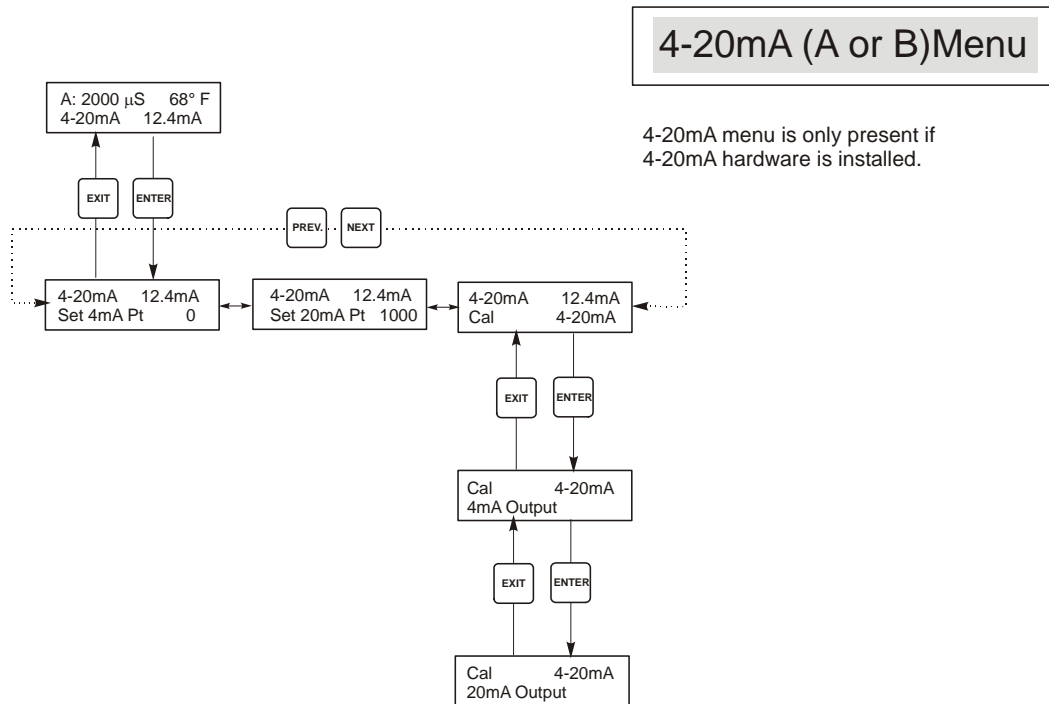 4-20mA (A or B)Menu
4-20mA menu is only present if
4-20mA hardware is installed.
A: 2000 μS 68° F
4-20mA 12.4mA
EXIT
ENTER
PREV.
NEXT
4-20mA 12.4mA
Set 4mA Pt 0
4-20mA 12.4mA
Set 20mA Pt 1000
4-20mA 12.4mA
Cal 4-20mA
EXIT
ENTER
Cal 4-20mA
4mA Output
EXIT
ENTER
Cal 4-20mA
20mA Output